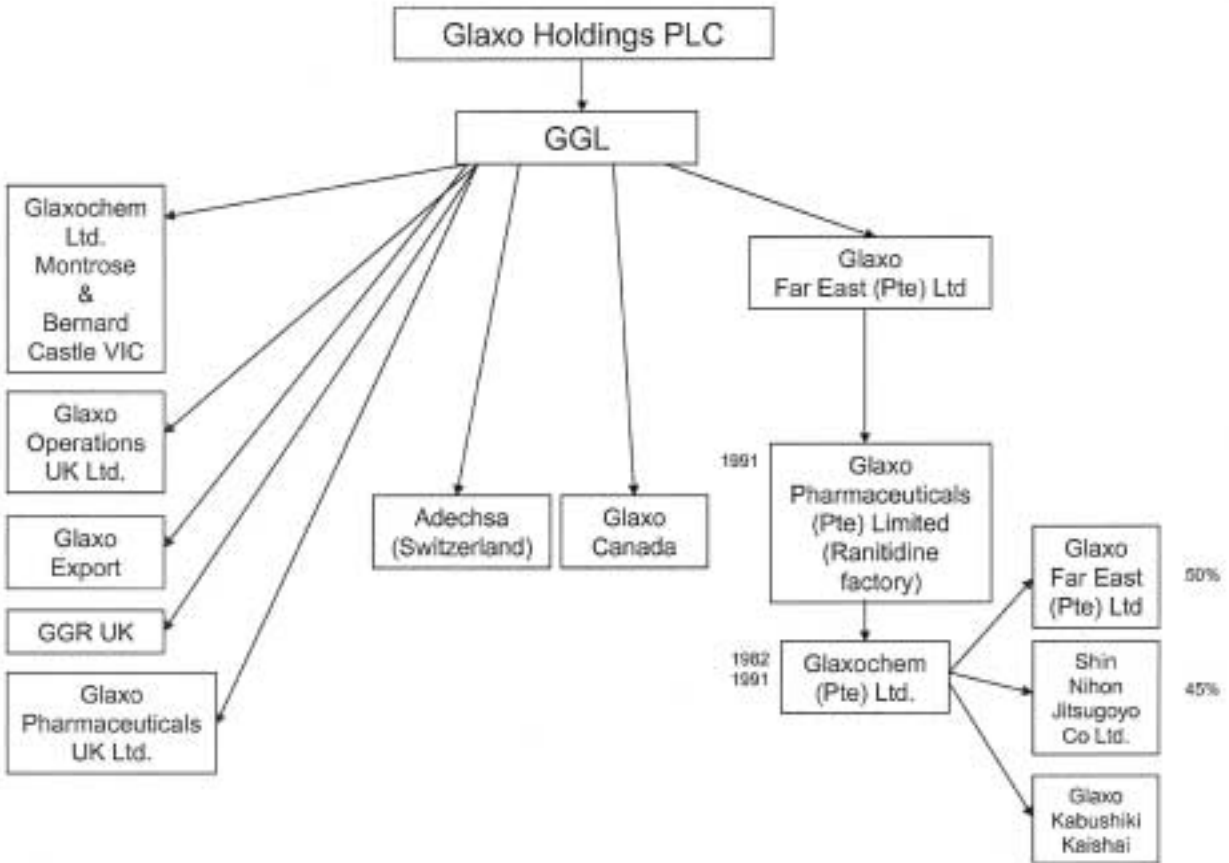 Glaxo Holdings PLC
GGL
Glaxochem
Ltd.
Montrose
&
Bernard
Castle VIC
Glaxo
Operations
UK Ltd.
Glaxo
Export
GGR UK
Glaxo
Pharmaceuticals
UK Ltd.
Adechsa
(Switzerland)
Glaxo
Canada
Glaxo
Far East (Pte) Ltd
1991
Glaxo
Pharmaceuticals
(Pte) Limited
(Ranitidine
factory)
1982
1991
Glaxochem
(Pte) Ltd.
Glaxo
Far East
(Pte) Ltd
50%
Shin
Nihon
Jitsugoyo
Co Ltd.
45%
Glaxo
Kabushiki
Kaishai